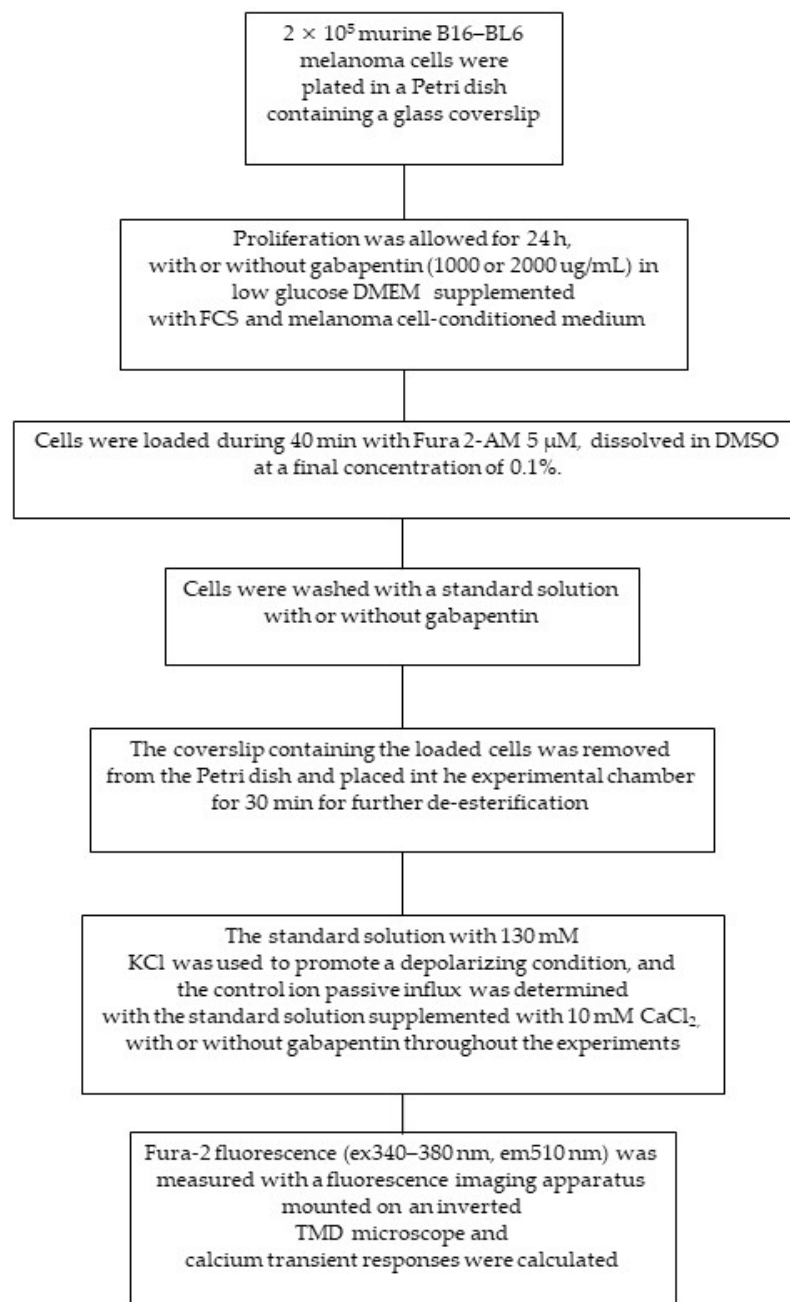 2 × 10⁵ murine B16–BL6
melanoma cells were
plated in a Petri dish
containing a glass coverslip
Proliferation was allowed for 24 h,
with or without gabapentin (1000 or 2000 ug/mL) in
low glucose DMEM supplemented
with FCS and melanoma cell-conditioned medium
Cells were loaded during 40 min with Fura 2-AM 5 μM, dissolved in DMSO
at a final concentration of 0.1%.
Cells were washed with a standard solution
with or without gabapentin
The coverslip containing the loaded cells was removed
from the Petri dish and placed int he experimental chamber
for 30 min for further de-esterification
The standard solution with 130 mM
KCl was used to promote a depolarizing condition, and
the control ion passive influx was determined
with the standard solution supplemented with 10 mM CaCl₂,
with or without gabapentin throughout the experiments
Fura-2 fluorescence (ex340–380 nm, em510 nm) was
measured with a fluorescence imaging apparatus
mounted on an inverted
TMD microscope and
calcium transient responses were calculated